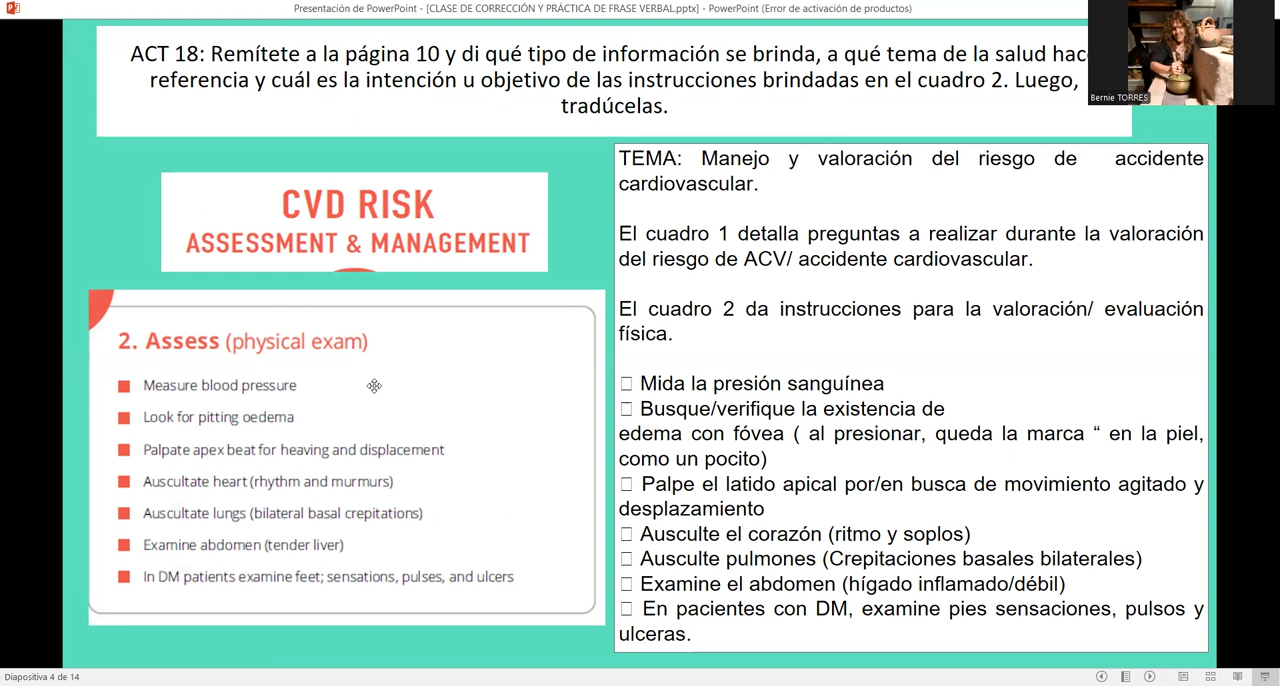 Presentación de PowerPoint - [CLASE DE CORRECCIÓN Y PRÁCTICA DE FRASE VERBAL.pptx] - PowerPoint (Error de activación de productos)
ACT 18: Remítete a la página 10 y di qué tipo de información se brinda, a qué tema de la salud hac
referencia y cuál es la intención u objetivo de las instrucciones brindadas en el cuadro 2. Luego,
tradúcelas.
Bernie TORRES
CVD RISK
ASSESSMENT & MANAGEMENT
2. Assess (physical exam)
Measure blood pressure
Look for pitting oedema
Palpate apex beat for heaving and displacement
Auscultate heart (rhythm and murmurs)
Auscultate lungs (bilateral basal crepitations)
Examine abdomen (tender liver)
In DM patients examine feet; sensations, pulses, and ulcers
TEMA: Manejo y valoración del riesgo de accidente
cardiovascular.
El cuadro 1 detalla preguntas a realizar durante la valoración
del riesgo de ACV/ accidente cardiovascular.
El cuadro 2 da instrucciones para la valoración/ evaluación
física.
Mida la presión sanguínea
Busque/verifique la existencia de
edema con fóvea ( al presionar, queda la marca “ en la piel,
como un pocito)
Palpe el latido apical por/en busca de movimiento agitado y
desplazamiento
Ausculte el corazón (ritmo y soplos)
Ausculte pulmones (Crepitaciones basales bilaterales)
Examine el abdomen (hígado inflamado/débil)
En pacientes con DM, examine pies sensaciones, pulsos y
ulceras.
Diapositiva 4 de 14